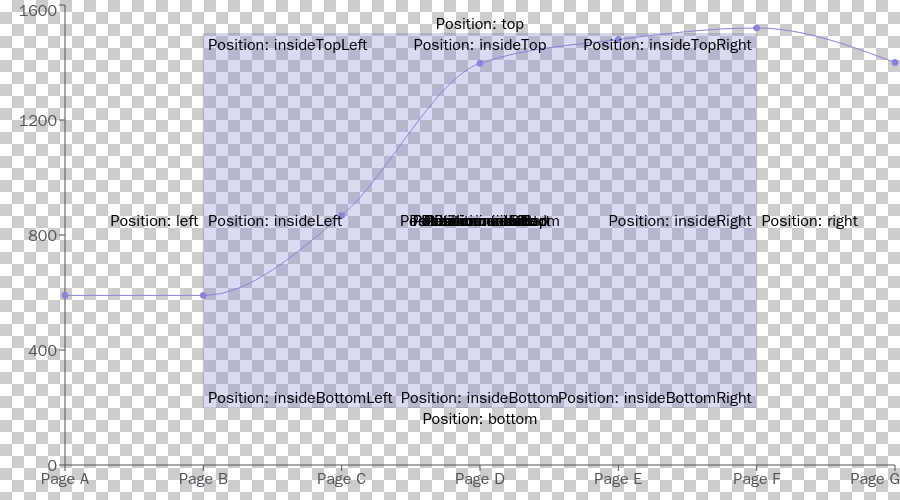 1600
Position: top
Position: insideTopLeft
Position: insideTop
Position: insideTopRight
1200
Position: left
Position: insideLeft
Position: insideRight
Position: right
800
400
Position: insideBottomLeft
Position: insideBottom
Position: insideBottomRight
Position: bottom
0
Page A
Page B
Page C
Page D
Page E
Page F
Page G